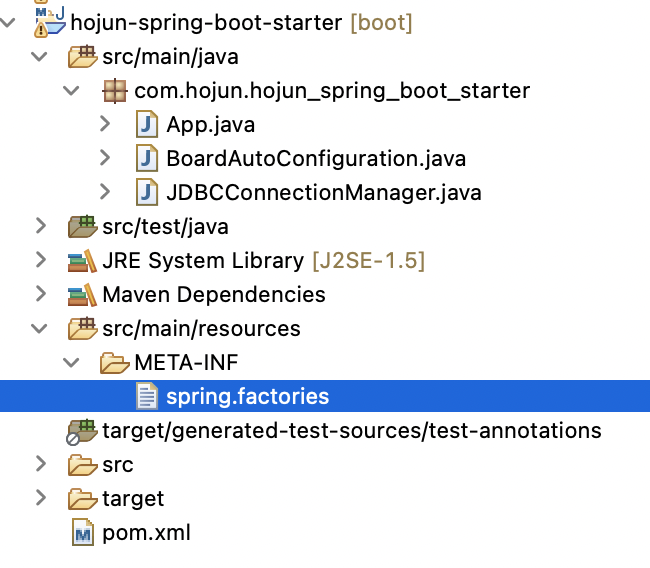 hojun-spring-boot-starter [boot]
src/main/java
com.hojun.hojun_spring_boot_starter
App.java
BoardAutoConfiguration.java
JDBCConnectionManager.java
src/test/java
JRE System Library [J2SE-1.5]
Maven Dependencies
src/main/resources
META-INF
spring.factories
target/generated-test-sources/test-annotations
src
target
pom.xml